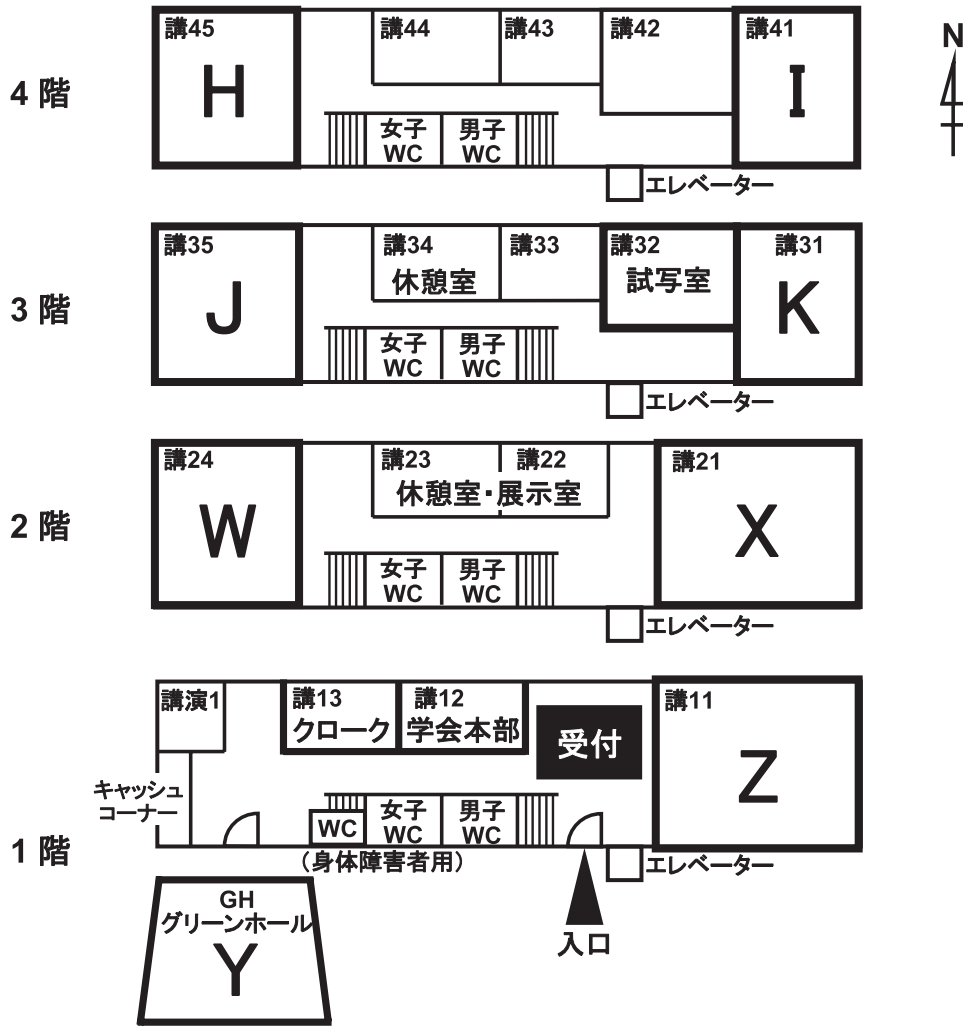 N
4 階
講45
H
講44
講43
講42
講41
I
女子
WC
男子
WC
エレベーター
3 階
講35
J
講34
休憩室
講33
講32
試写室
講31
K
女子
WC
男子
WC
エレベーター
2 階
講24
W
講23
講22
休憩室・展示室
講21
X
女子
WC
男子
WC
エレベーター
1 階
講演1
講13
クローク
講12
学会本部
受付
講11
Z
キャッシュ
コーナー
WC
(身体障害者用)
女子
WC
男子
WC
エレベーター
入口
GH
グリーンホール
Y